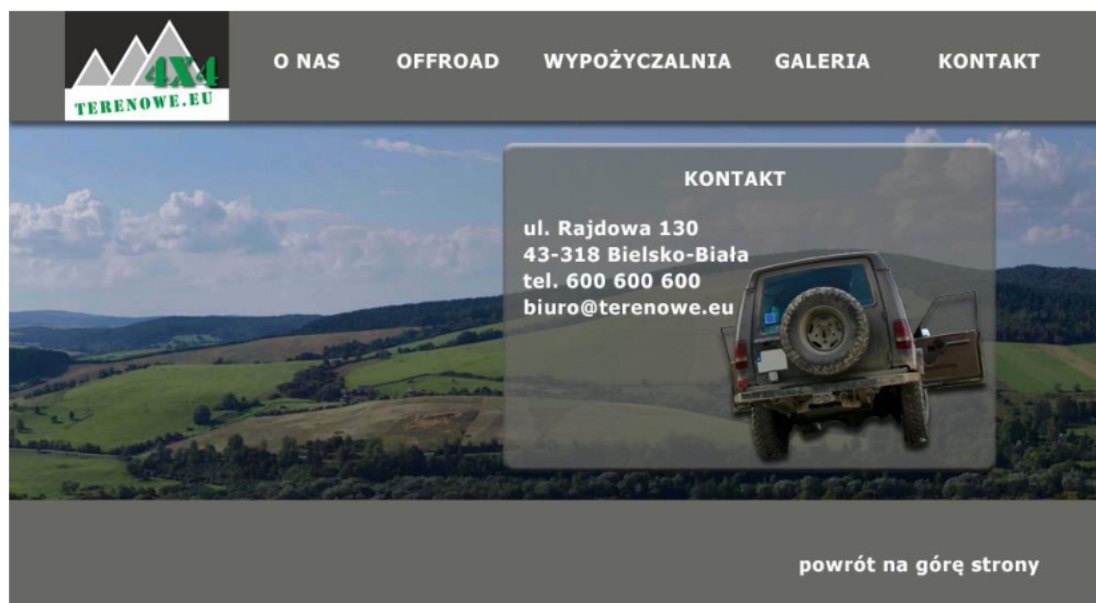 4X4
TERENOWE.EU
O NAS
OFFROAD
WYPOŻYCZALNIA
GALERIA
KONTAKT
KONTAKT
ul. Rajdowa 130
43-318 Bielsko-Biała
tel. 600 600 600
biuro@terenowe.eu
powrót na górę strony